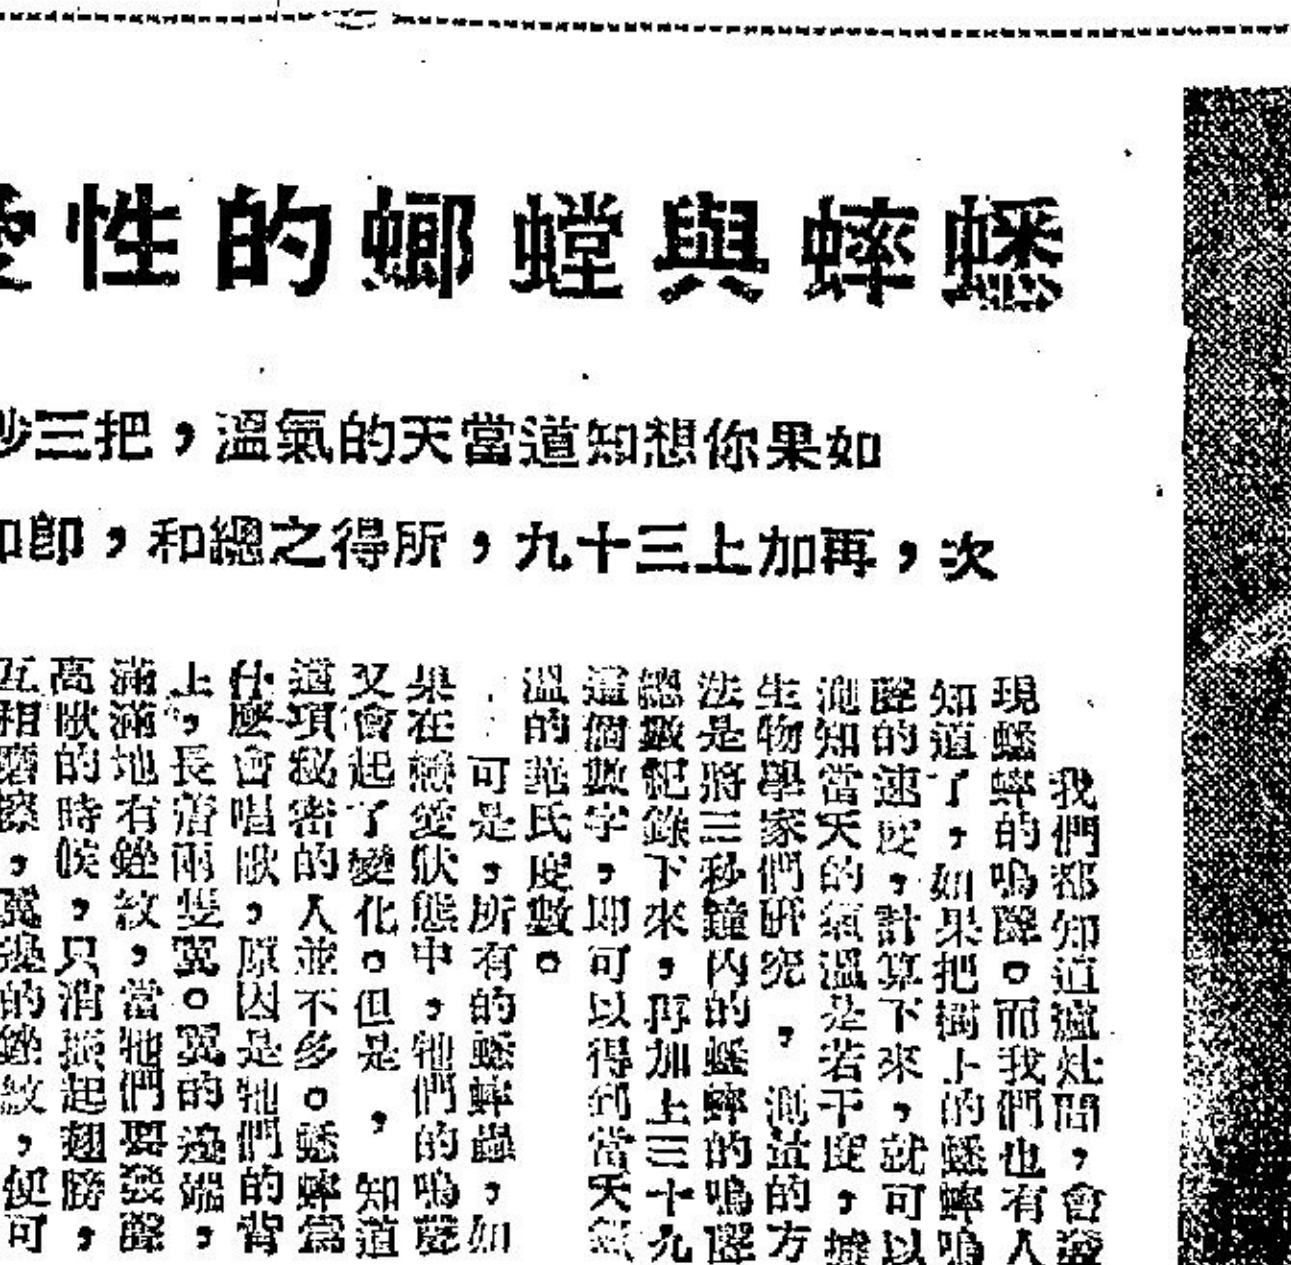 蟋蟀與螳螂的性愛
如果你想知道當天的氣溫,把三秒
次,再加上三十九,所得之總和,即
我們都知道爐灶間,會發
現蟋蟀的鳴聲。而我們也有人
知道了,如果把樹上的蟋蟀鳴
聲的速度,計算下來,就可以
測知當天的氣溫是若干度,據
生物學家們研究,測量的方
法是將三秒鐘內的蟋蟀的鳴聲
總數記錄下來,再加上三十九
這個數字,即可以得到當天氣
溫的華氏度數。
可是,所有的蟋蟀蟲,如
果在戀愛狀態中,牠們的鳴聲
又會起了變化。但是,知道
這項秘密的人並不多。蟋蟀為
什麼會唱歌,原因是牠們的背
上,長着兩隻翼。翼的邊端,
滿滿地有銼紋,當牠們要發聲
高歌的時候,只消振起翅膀,
互相磨擦,翼邊的銼紋,便可